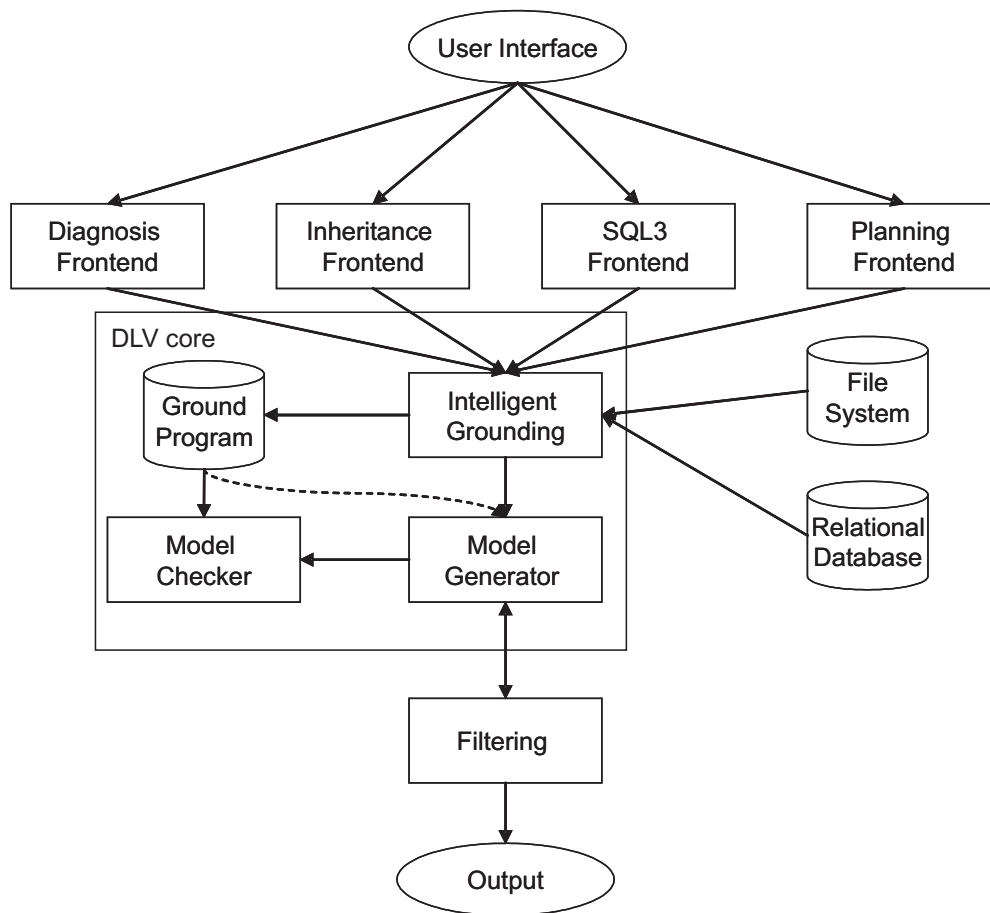 User Interface
Diagnosis
Frontend
Inheritance
Frontend
SQL3
Frontend
Planning
Frontend
DLV core
Ground
Program
Intelligent
Grounding
File
System
Model
Checker
Model
Generator
Relational
Database
Filtering
Output